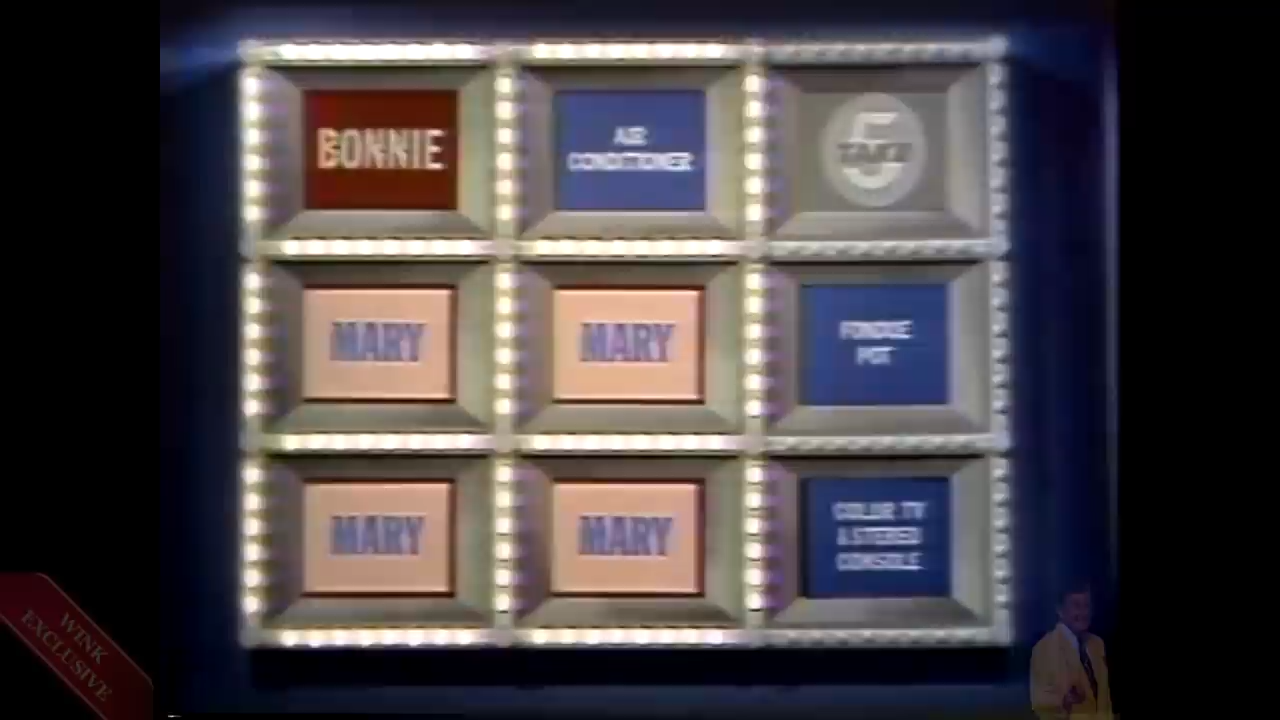 BONNIE
AIR
CONDITIONER
TAKE
5
MARY
MARY
FONDUE
POT
MARY
MARY
COLOR TV
& STEREO
CONSOLE
WINK
EXCLUSIVE